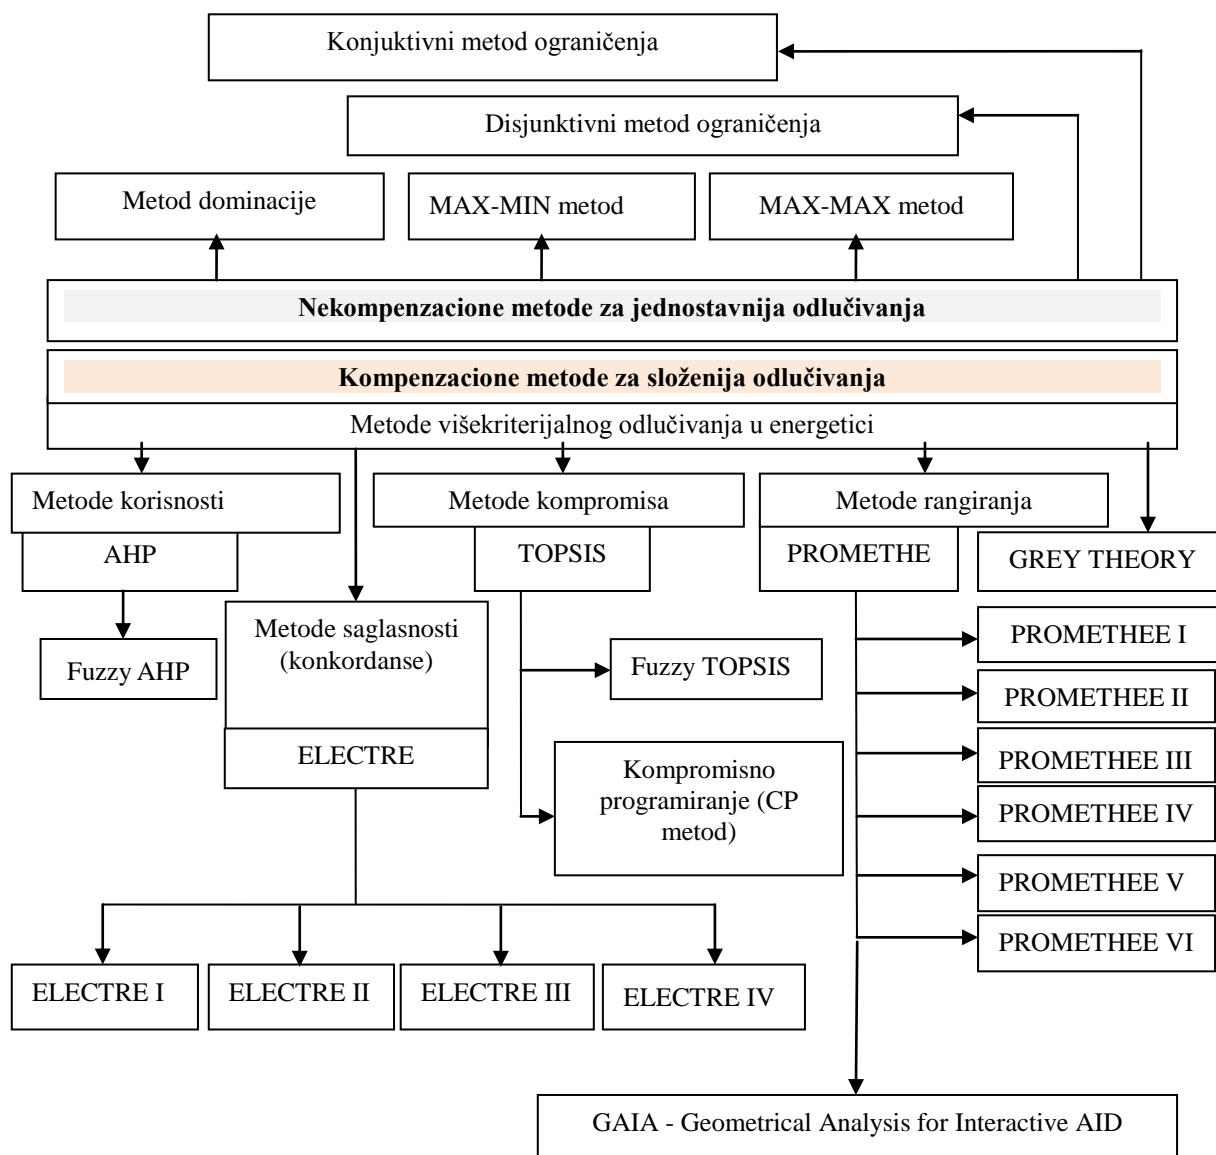 Konjuktivni metod ograničenja
Disjunktivni metod ograničenja
Metod dominacije
MAX-MIN metod
MAX-MAX metod
Nekompenzacione metode za jednostavnija odlučivanja
Kompenzacione metode za složenija odlučivanja
Metode višekriterijalnog odlučivanja u energetici
Metode korisnosti
Metode kompromisa
Metode rangiranja
AHP
TOPSIS
PROMETHE
GREY THEORY
Fuzzy AHP
Metode saglasnosti
(konkordanse)
ELECTRE
Fuzzy TOPSIS
Kompromisno
programiranje (CP
metod)
PROMETHEE I
PROMETHEE II
PROMETHEE III
PROMETHEE IV
PROMETHEE V
PROMETHEE VI
ELECTRE I
ELECTRE II
ELECTRE III
ELECTRE IV
GAIA - Geometrical Analysis for Interactive AID